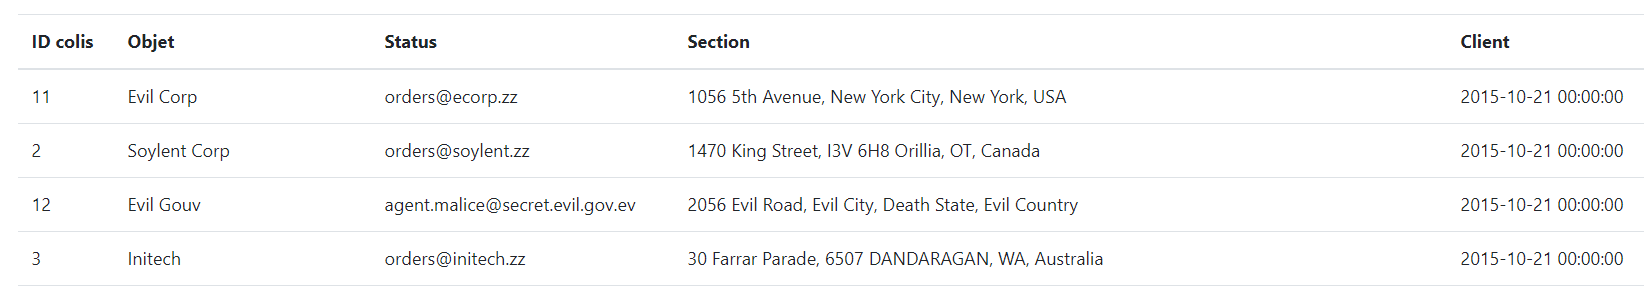 ID colis Objet Status Section Client
11 Evil Corp orders@ecorp.zz 1056 5th Avenue, New York City, New York, USA 2015-10-21 00:00:00
2 Soylent Corp orders@soylent.zz 1470 King Street, I3V 6H8 Orillia, OT, Canada 2015-10-21 00:00:00
12 Evil Gouv agent.malice@secret.evil.gov.ev 2056 Evil Road, Evil City, Death State, Evil Country 2015-10-21 00:00:00
3 Initech orders@initech.zz 30 Farrar Parade, 6507 DANDARAGAN, WA, Australia 2015-10-21 00:00:00